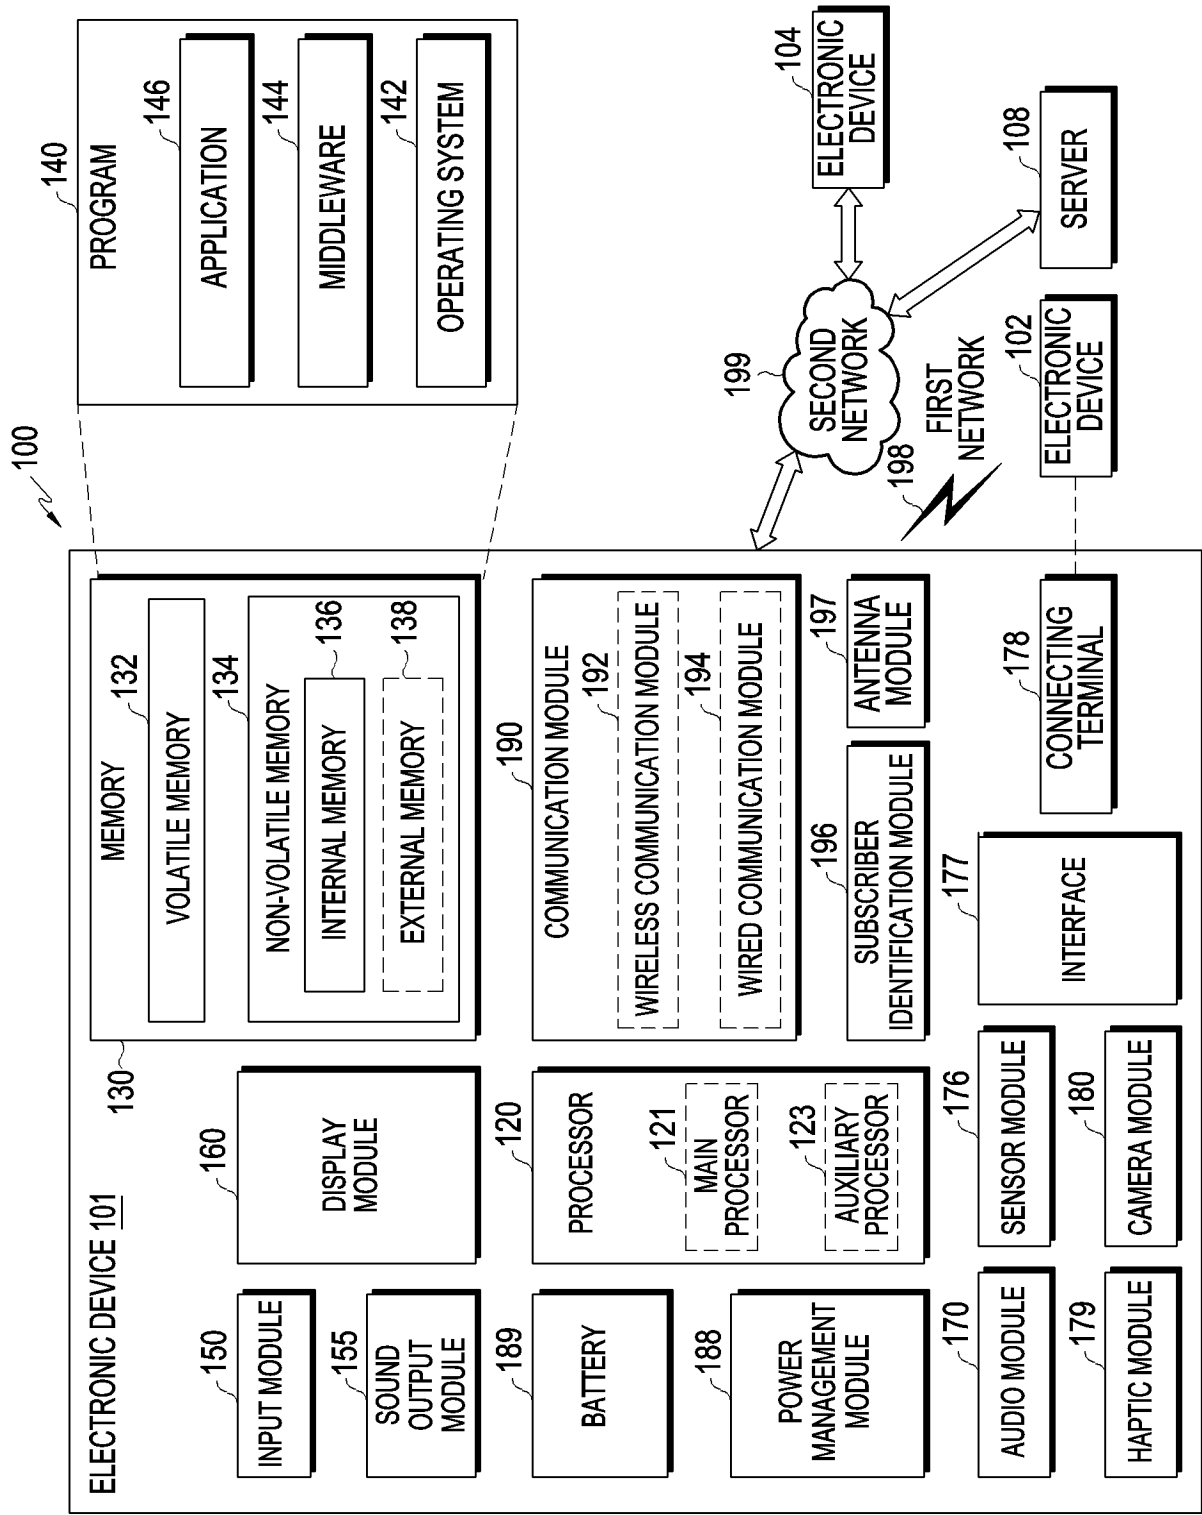 100
ELECTRONIC DEVICE 101
130
MEMORY
132
VOLATILE MEMORY
134
NON-VOLATILE MEMORY
136
INTERNAL MEMORY
138
EXTERNAL MEMORY
140
PROGRAM
146
APPLICATION
144
MIDDLEWARE
142
OPERATING SYSTEM
150
INPUT MODULE
155
SOUND
OUTPUT
MODULE
160
DISPLAY
MODULE
189
BATTERY
188
POWER
MANAGEMENT
MODULE
120
PROCESSOR
121
MAIN
PROCESSOR
123
AUXILIARY
PROCESSOR
190
COMMUNICATION MODULE
192
WIRELESS COMMUNICATION MODULE
194
WIRED COMMUNICATION MODULE
196
SUBSCRIBER
IDENTIFICATION MODULE
197
ANTENNA
MODULE
170
AUDIO MODULE
176
SENSOR MODULE
177
INTERFACE
178
CONNECTING
TERMINAL
179
HAPTIC MODULE
180
CAMERA MODULE
199
SECOND
NETWORK
198
FIRST
NETWORK
104
ELECTRONIC
DEVICE
108
SERVER
102
ELECTRONIC
DEVICE